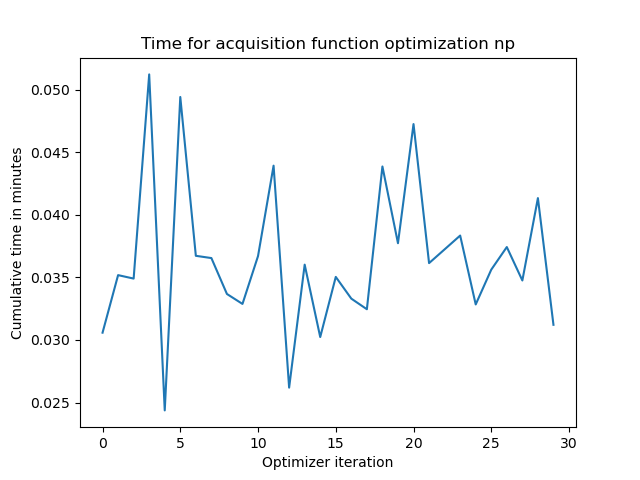 Time for acquisition function optimization np
Cumulative time in minutes
0.050
0.045
0.040
0.035
0.030
0.025
0 5 10 15 20 25 30
Optimizer iteration